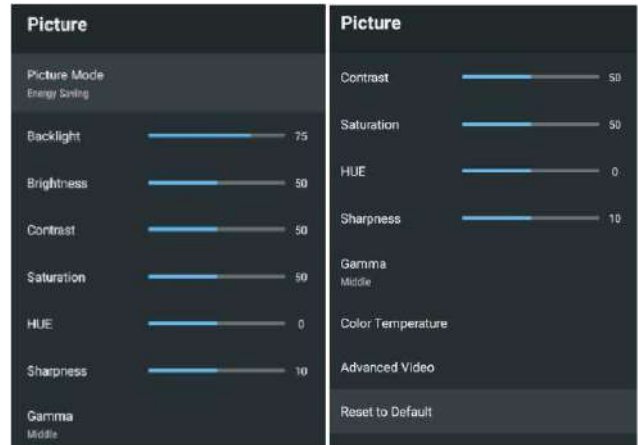 Picture
Picture Mode
Energy Saving
Backlight 75
Brightness 50
Contrast 50
Saturation 50
HUE 0
Sharpness 10
Gamma
Middle
Picture
Contrast 50
Saturation 50
HUE 0
Sharpness 10
Gamma
Middle
Color Temperature
Advanced Video
Reset to Default